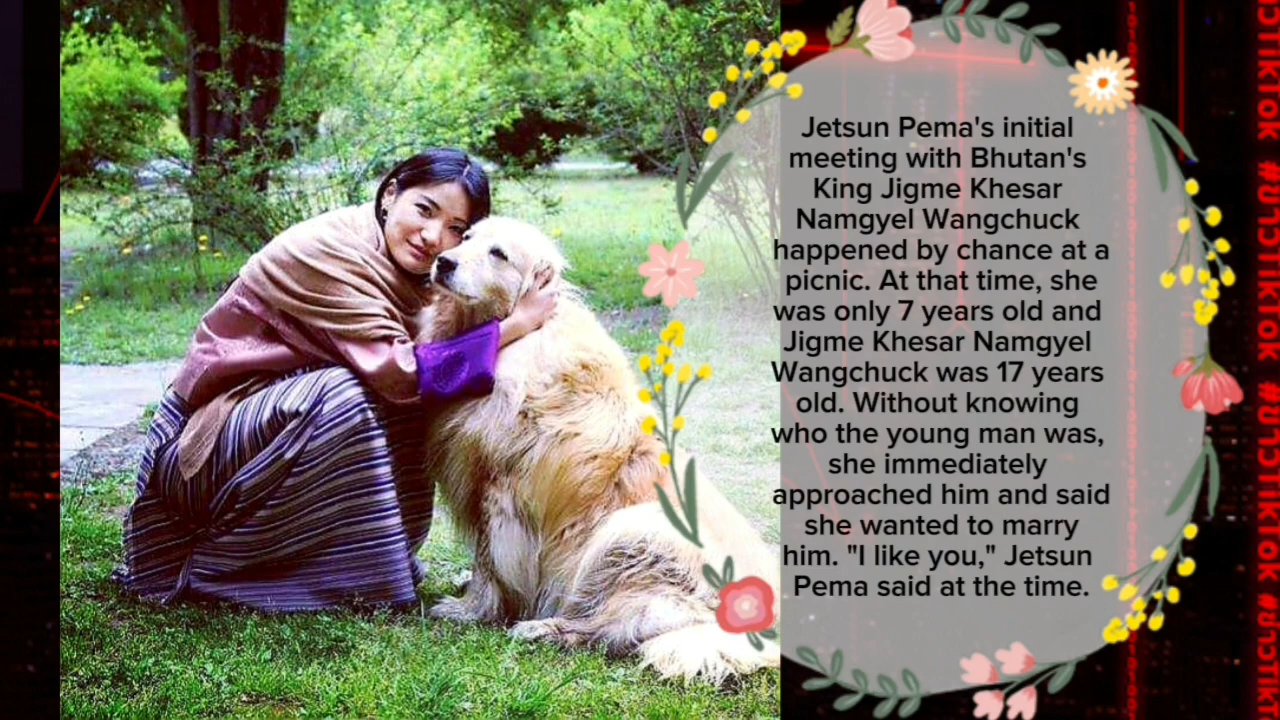 Jetsun Pema's initial
meeting with Bhutan's
King Jigme Khesar
Namgyel Wangchuck
happened by chance at a
picnic. At that time, she
was only 7 years old and
Jigme Khesar Namgyel
Wangchuck was 17 years
old. Without knowing
who the young man was,
she immediately
approached him and said
she wanted to marry
him. "I like you," Jetsun
Pema said at the time.